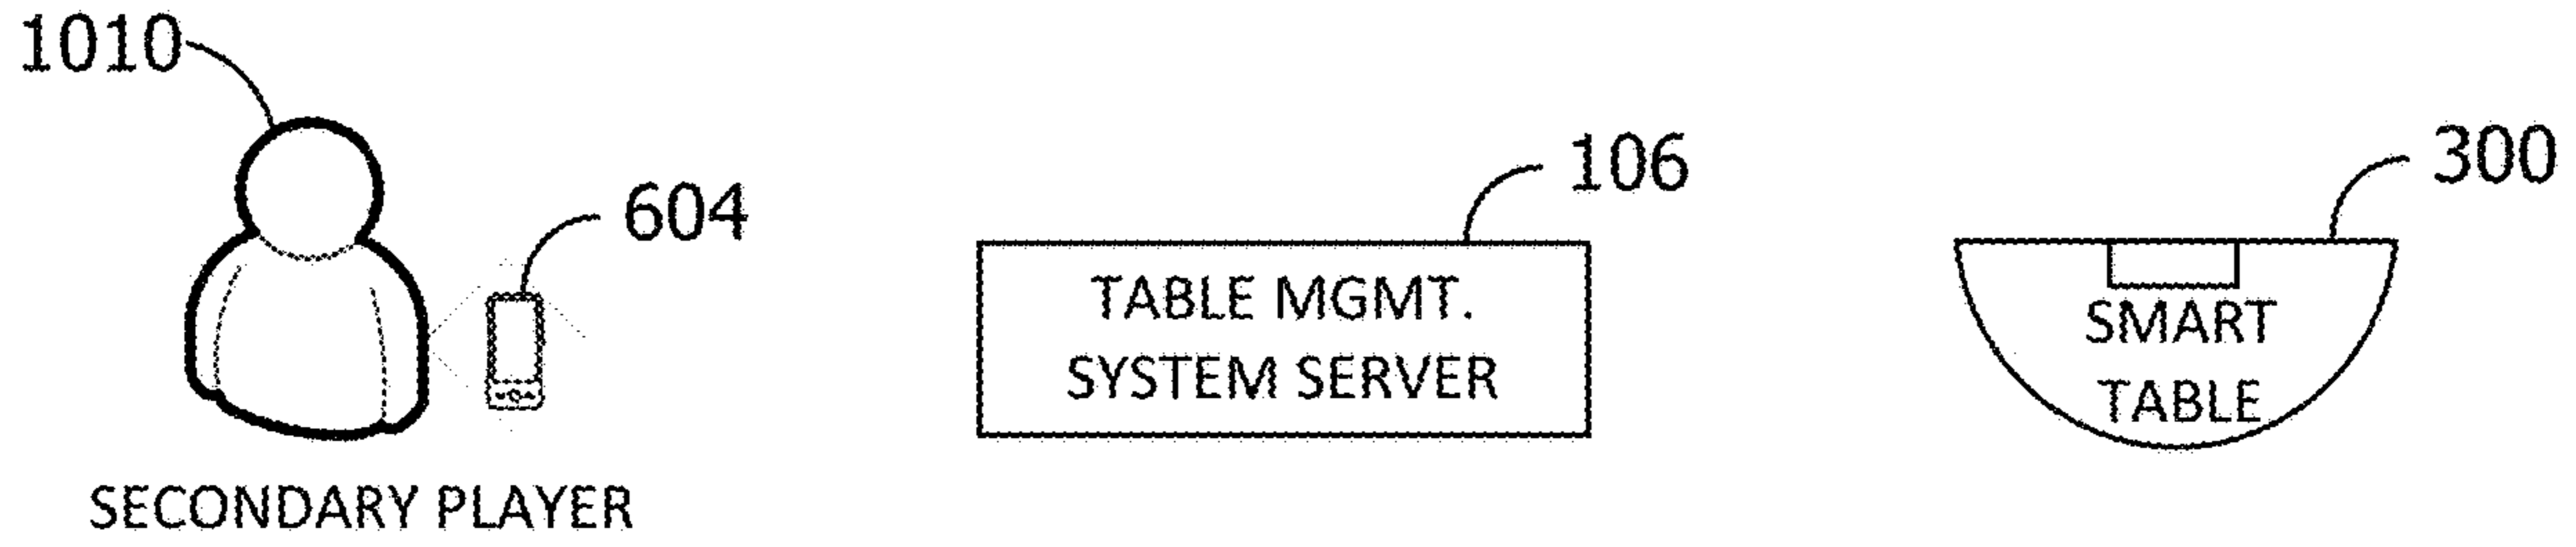 1010
604
SECONDARY PLAYER
106
TABLE MGMT.
SYSTEM SERVER
300
SMART
TABLE